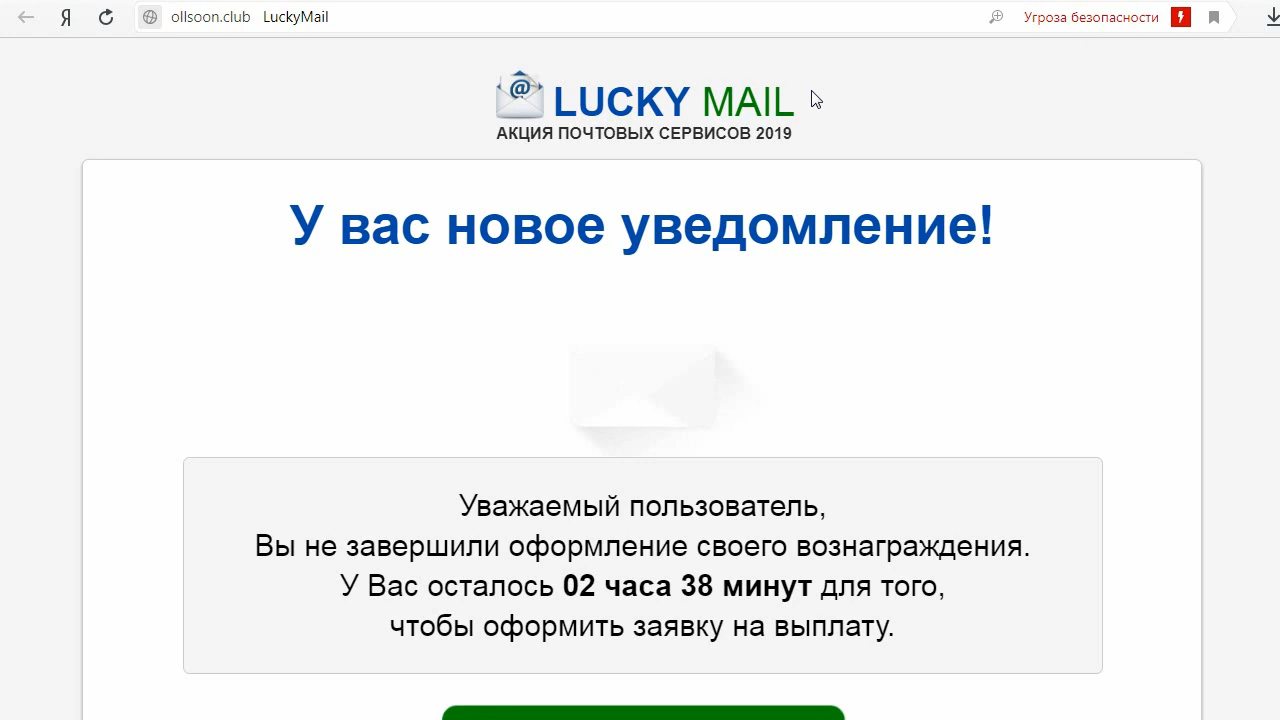 Я ollsoon.club LuckyMail Угроза безопасности
@ LUCKY MAIL
АКЦИЯ ПОЧТОВЫХ СЕРВИСОВ 2019
У вас новое уведомление!
Уважаемый пользователь,
Вы не завершили оформление своего вознаграждения.
У Вас осталось 02 часа 38 минут для того,
чтобы оформить заявку на выплату.